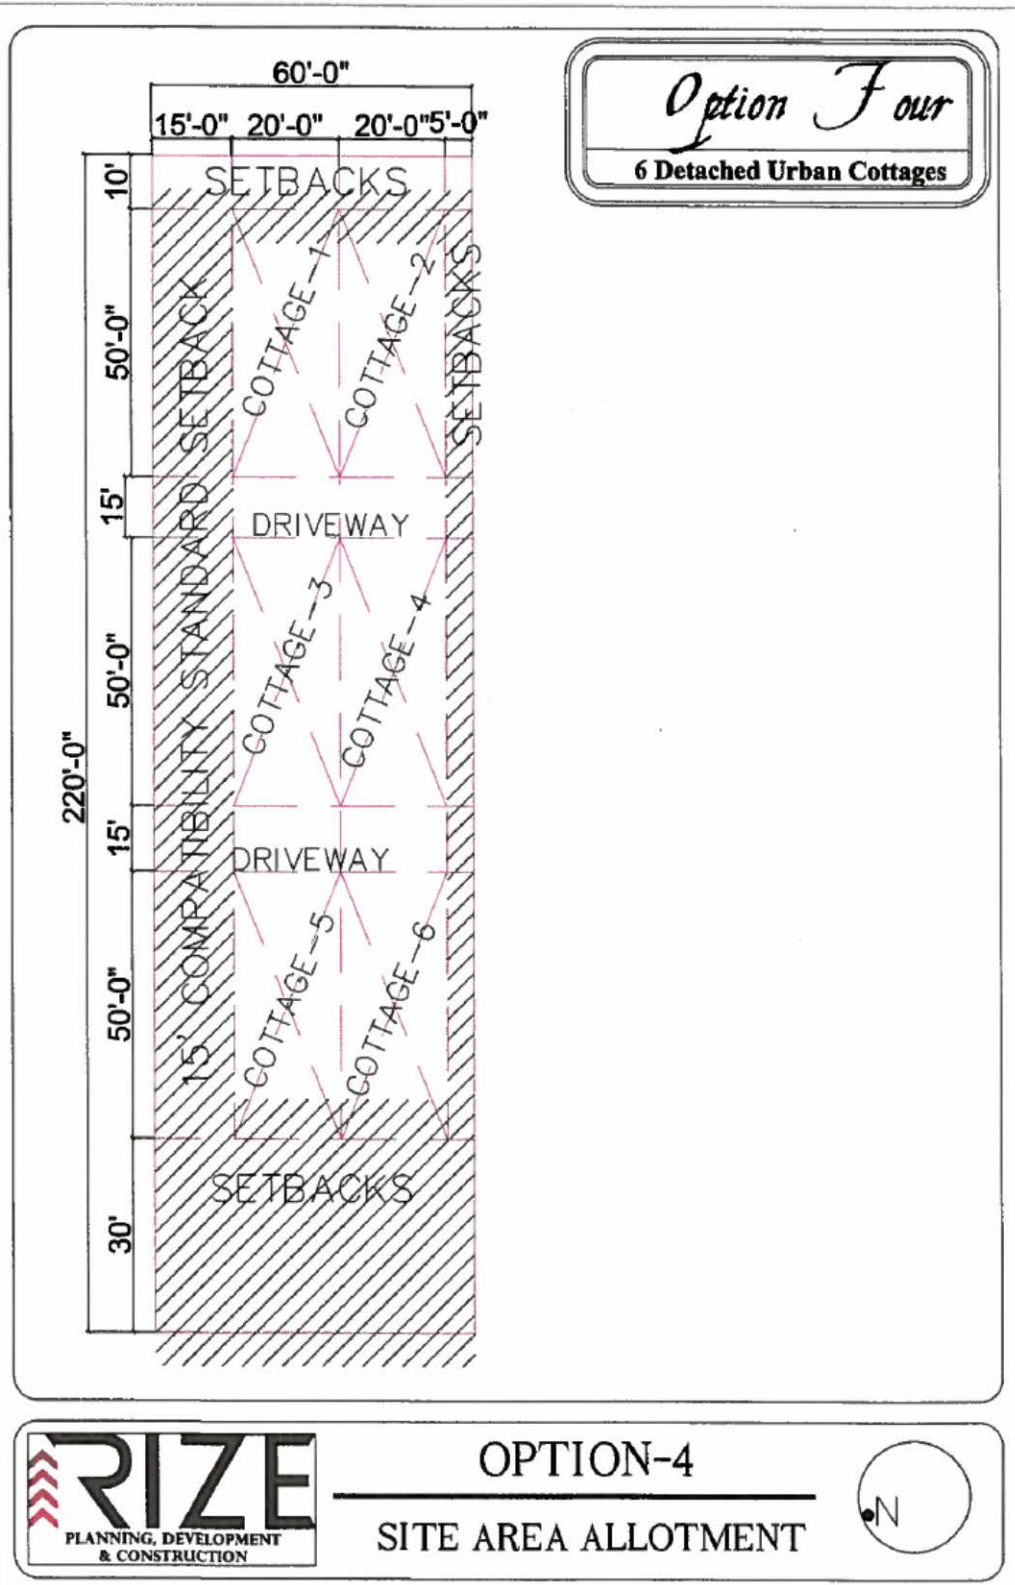 Option Four
6 Detached Urban Cottages
60'-0"
15'-0" 20'-0" 20'-0" 5'-0"
10'
50'-0"
15'
50'-0"
15'
50'-0"
30'
220'-0"
SETBACKS
15' COMPATIBILITY STANDARD SETBACK
SETBACKS
COTTAGE-1
COTTAGE-2
DRIVEWAY
COTTAGE-3
COTTAGE-4
DRIVEWAY
COTTAGE-5
COTTAGE-6
SETBACKS
RIZE
PLANNING, DEVELOPMENT
& CONSTRUCTION
OPTION-4
SITE AREA ALLOTMENT
N